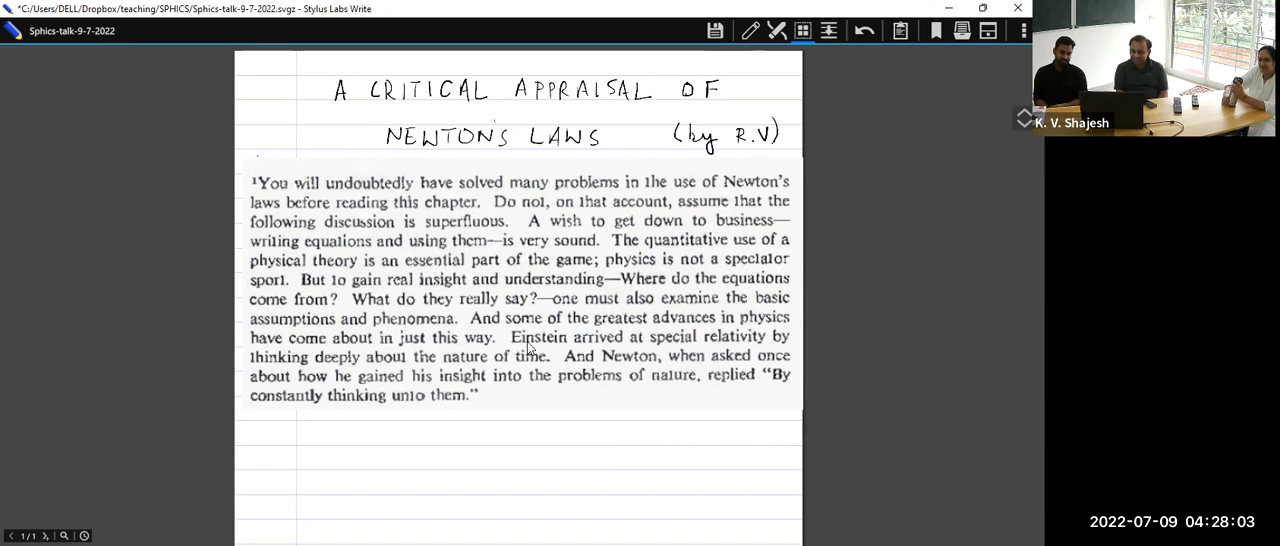 *C:/Users/DELL/Dropbox/teaching/SPHICS/Sphics-talk-9-7-2022.svgz - Stylus Labs Write
Sphics-talk-9-7-2022
K. V. Shajesh
A CRITICAL APPRAISAL OF
NEWTON'S LAWS (by R.V)
¹You will undoubtedly have solved many problems in the use of Newton's
laws before reading this chapter. Do not, on that account, assume that the
following discussion is superfluous. A wish to get down to business—
writing equations and using them—is very sound. The quantitative use of a
physical theory is an essential part of the game; physics is not a spectator
sport. But to gain real insight and understanding—Where do the equations
come from? What do they really say?—one must also examine the basic
assumptions and phenomena. And some of the greatest advances in physics
have come about in just this way. Einstein arrived at special relativity by
thinking deeply about the nature of time. And Newton, when asked once
about how he gained his insight into the problems of nature, replied “By
constantly thinking unto them.”
1/1
2022-07-09 04:28:03